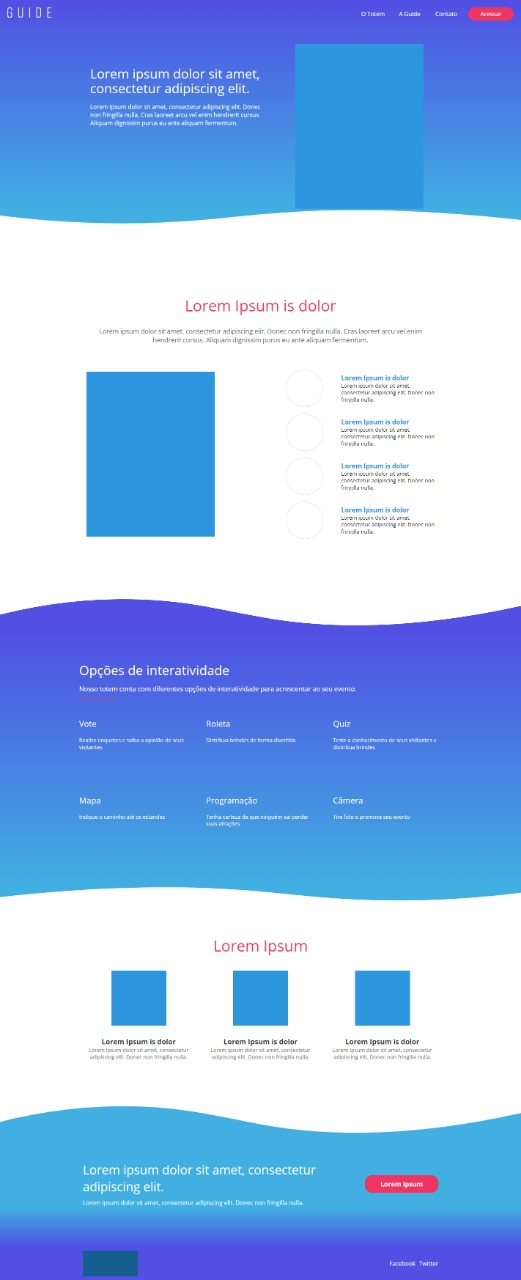 GUIDE
O Totem A Guide Contato Acessar
Lorem ipsum dolor sit amet,
consectetur adipiscing elit.
Lorem ipsum dolor sit amet, consectetur adipiscing elit. Donec
non fringilla nunc. Cras laoreet arcu vel enim hendrerit cursus.
Aliquam dignissim purus eu ante aliquam fermentum.
Lorem Ipsum is dolor
Lorem ipsum dolor sit amet, consectetur adipiscing elit. Donec non fringilla nunc. Cras laoreet arcu vel enim
hendrerit cursus. Aliquam dignissim purus eu ante aliquam fermentum.
Lorem Ipsum is dolor
Lorem ipsum dolor sit amet,
consectetur adipiscing elit. Donec non
fringilla nulla.
Lorem Ipsum is dolor
Lorem ipsum dolor sit amet,
consectetur adipiscing elit. Donec non
fringilla nulla.
Lorem Ipsum is dolor
Lorem ipsum dolor sit amet,
consectetur adipiscing elit. Donec non
fringilla nulla.
Lorem Ipsum is dolor
Lorem ipsum dolor sit amet,
consectetur adipiscing elit. Donec non
fringilla nulla.
Opções de interatividade
Nosso totem conta com diferentes opções de interatividade para acrescentar ao seu evento.
Vote Roleta Quiz
Realize enquetes e saiba a opinião de seus
visitantes
Distribua brindes de forma divertida
Teste o conhecimento de seus visitantes e
distribua brindes
Mapa Programação Câmera
Indique o caminho até os estandes
Tenha certeza de que ninguém vai perder
suas atrações
Tire foto e promova seu evento
Lorem Ipsum
Lorem Ipsum is dolor
Lorem ipsum dolor sit amet, consectetur
adipiscing elit. Donec non fringilla nulla.
Lorem Ipsum is dolor
Lorem ipsum dolor sit amet, consectetur
adipiscing elit. Donec non fringilla nulla.
Lorem Ipsum is dolor
Lorem ipsum dolor sit amet, consectetur
adipiscing elit. Donec non fringilla nulla.
Lorem ipsum dolor sit amet, consectetur
adipiscing elit.
Lorem ipsum dolor sit amet, consectetur adipiscing elit. Donec non fringilla nulla.
Lorem Ipsum
Facebook Twitter